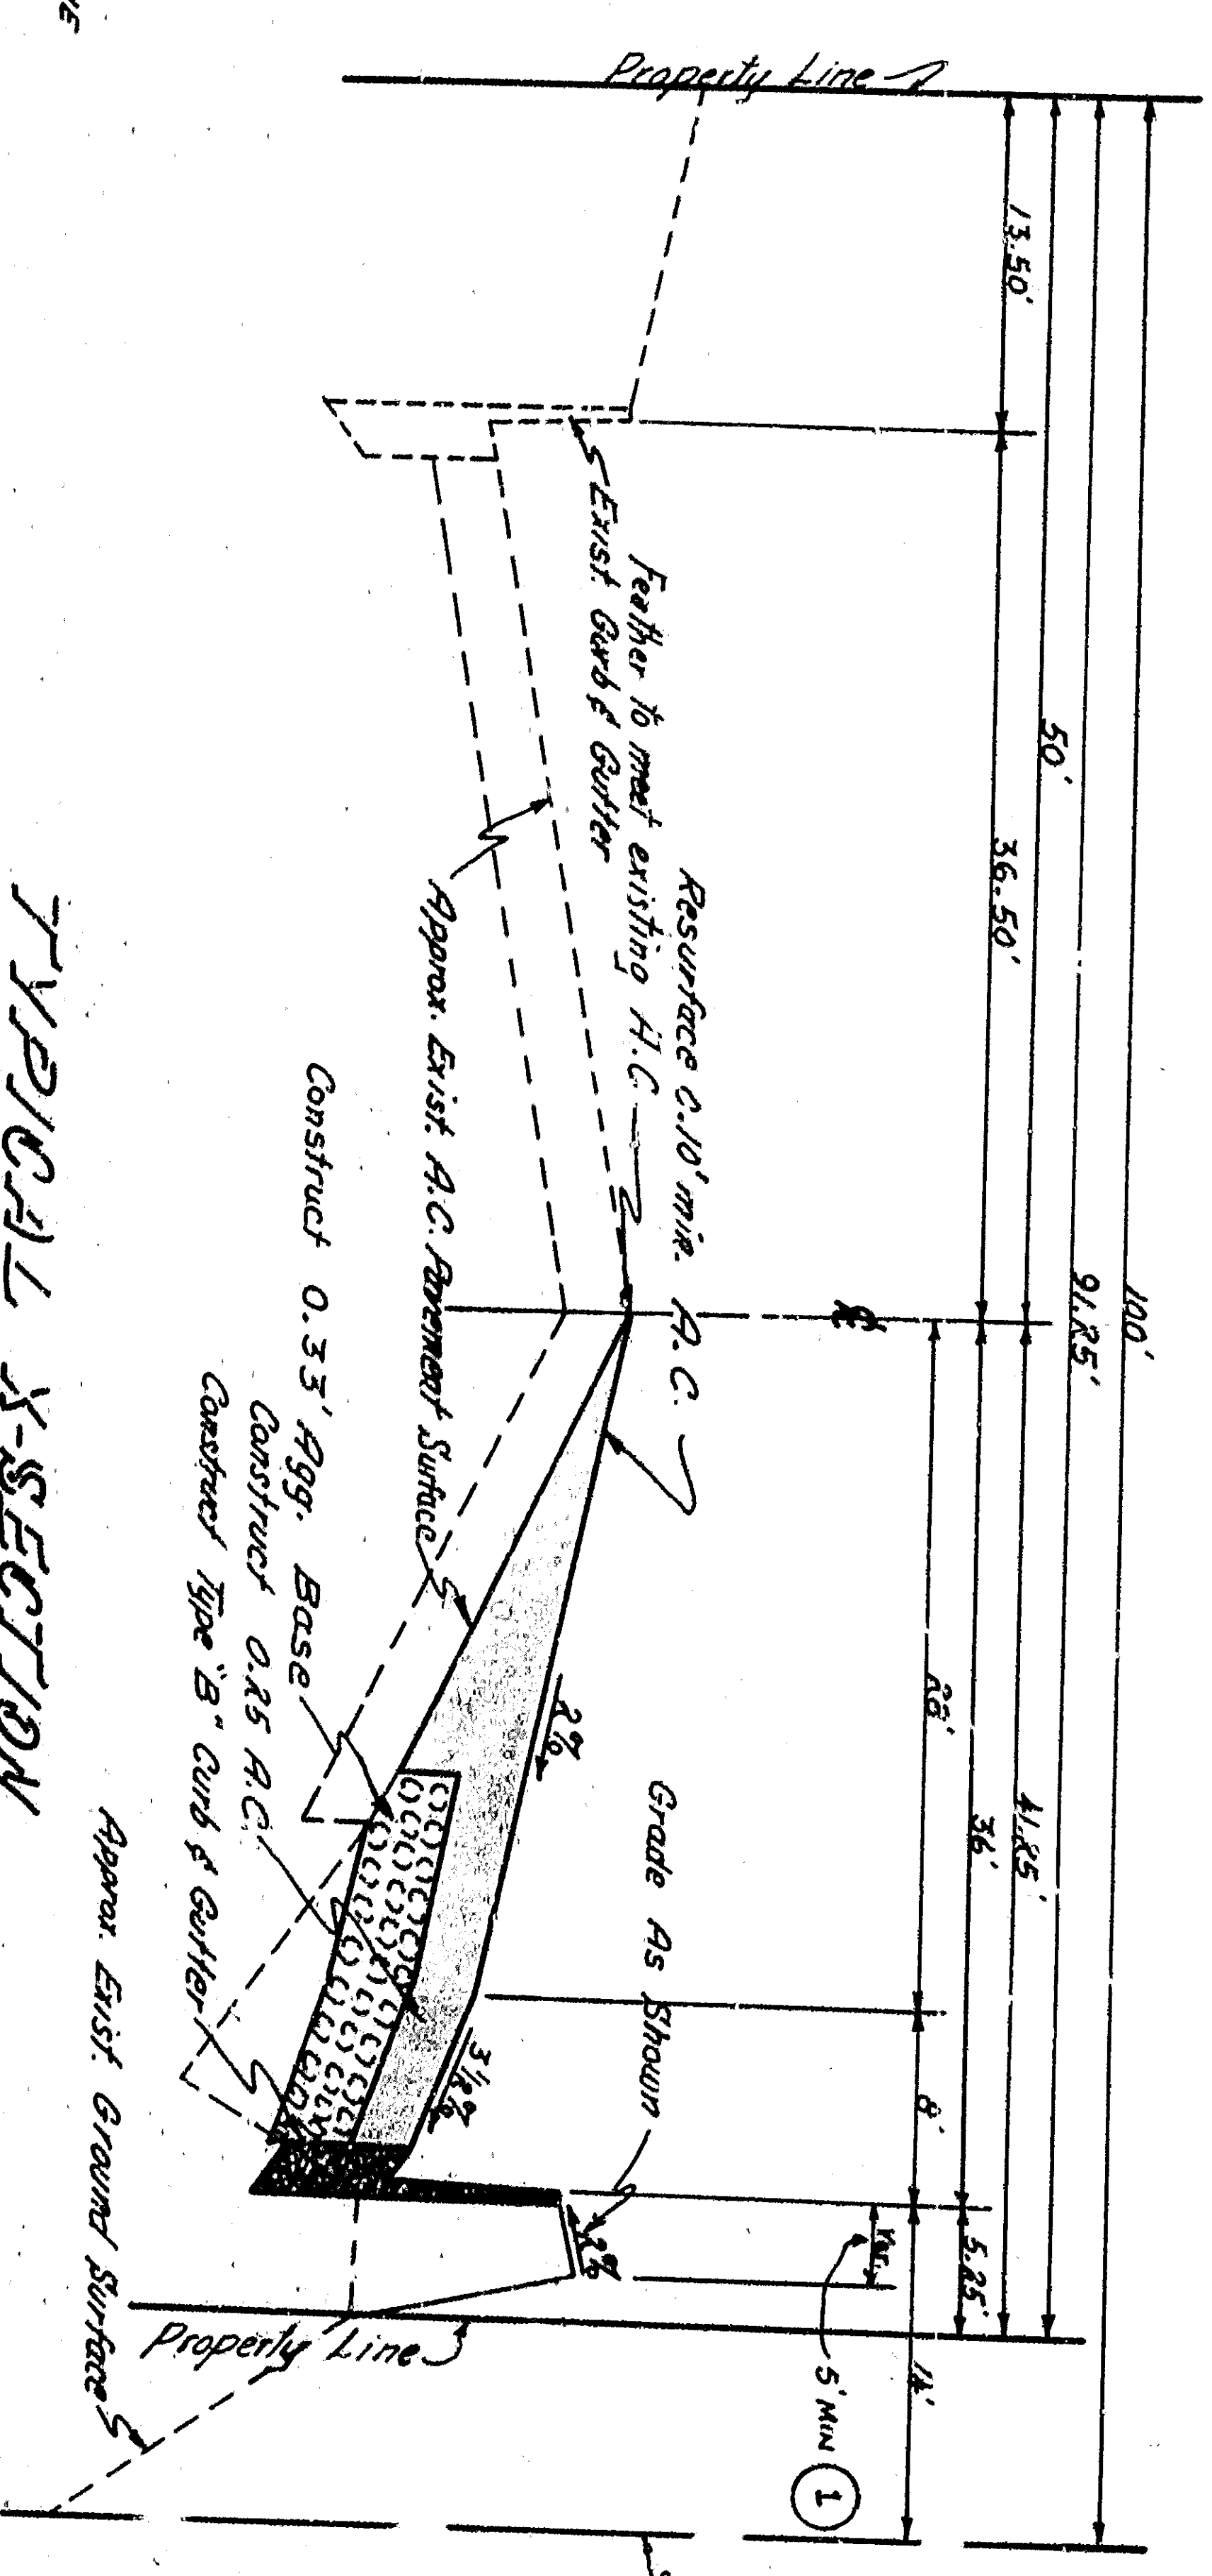 100'
91.25'
50'
41.25'
13.50'
36.50'
36'
5.25'
28'
8'
14'
Var.
5' MIN
1
Property Line
℄
Resurface 0.10' min. A.C.
Feather to meet existing A.C.
Exist. Curb & Gutter
Grade As Shown
2%
3½%
2%
Approx. Exist. A.C. Pavement Surface
Construct 0.33' Agg. Base
Construct 0.25 A.C.
Construct Type "B" Curb & Gutter
Property Line
Approx. Exist. Ground Surface
TYPICAL X-SECTION